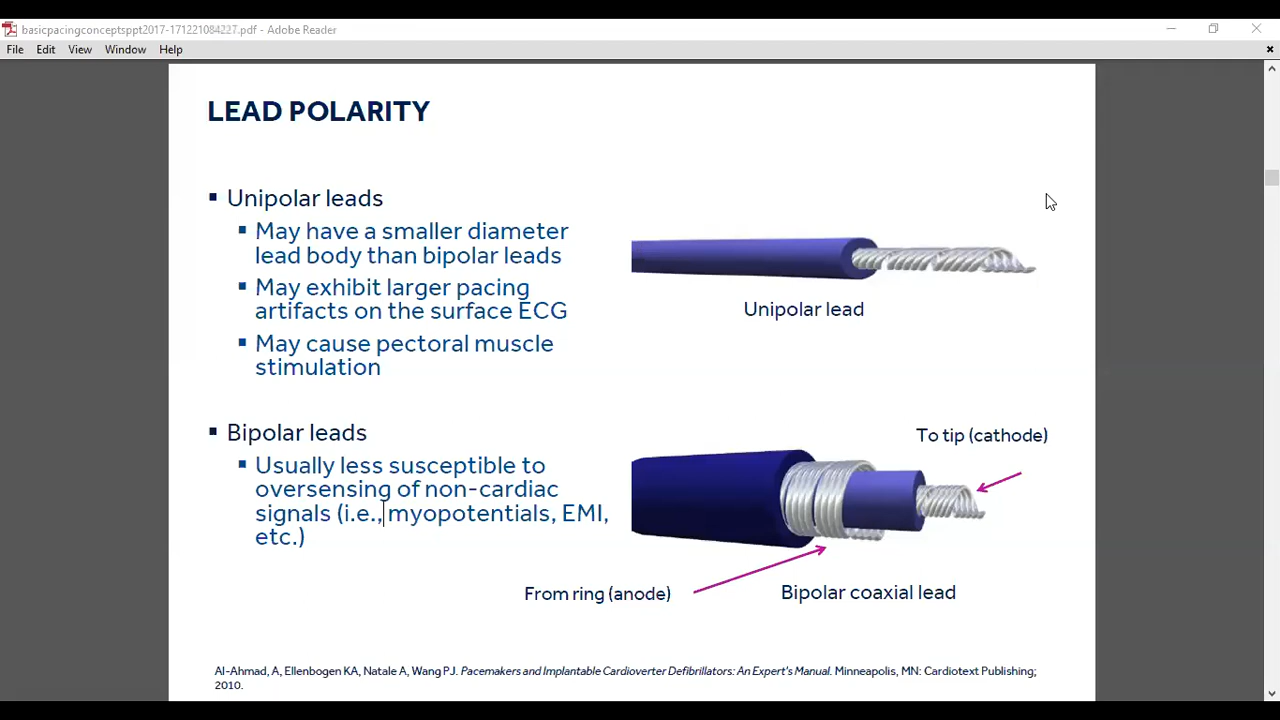 basicpacingconceptsppt2017-171221084227.pdf - Adobe Reader
File Edit View Window Help
LEAD POLARITY
Unipolar leads
May have a smaller diameter
lead body than bipolar leads
May exhibit larger pacing
artifacts on the surface ECG
May cause pectoral muscle
stimulation
Unipolar lead
Bipolar leads
Usually less susceptible to
oversensing of non-cardiac
signals (i.e., myopotentials, EMI,
etc.)
To tip (cathode)
From ring (anode)
Bipolar coaxial lead
Al-Ahmad, A, Ellenbogen KA, Natale A, Wang PJ. Pacemakers and Implantable Cardioverter Defibrillators: An Expert's Manual. Minneapolis, MN: Cardiotext Publishing;
2010.